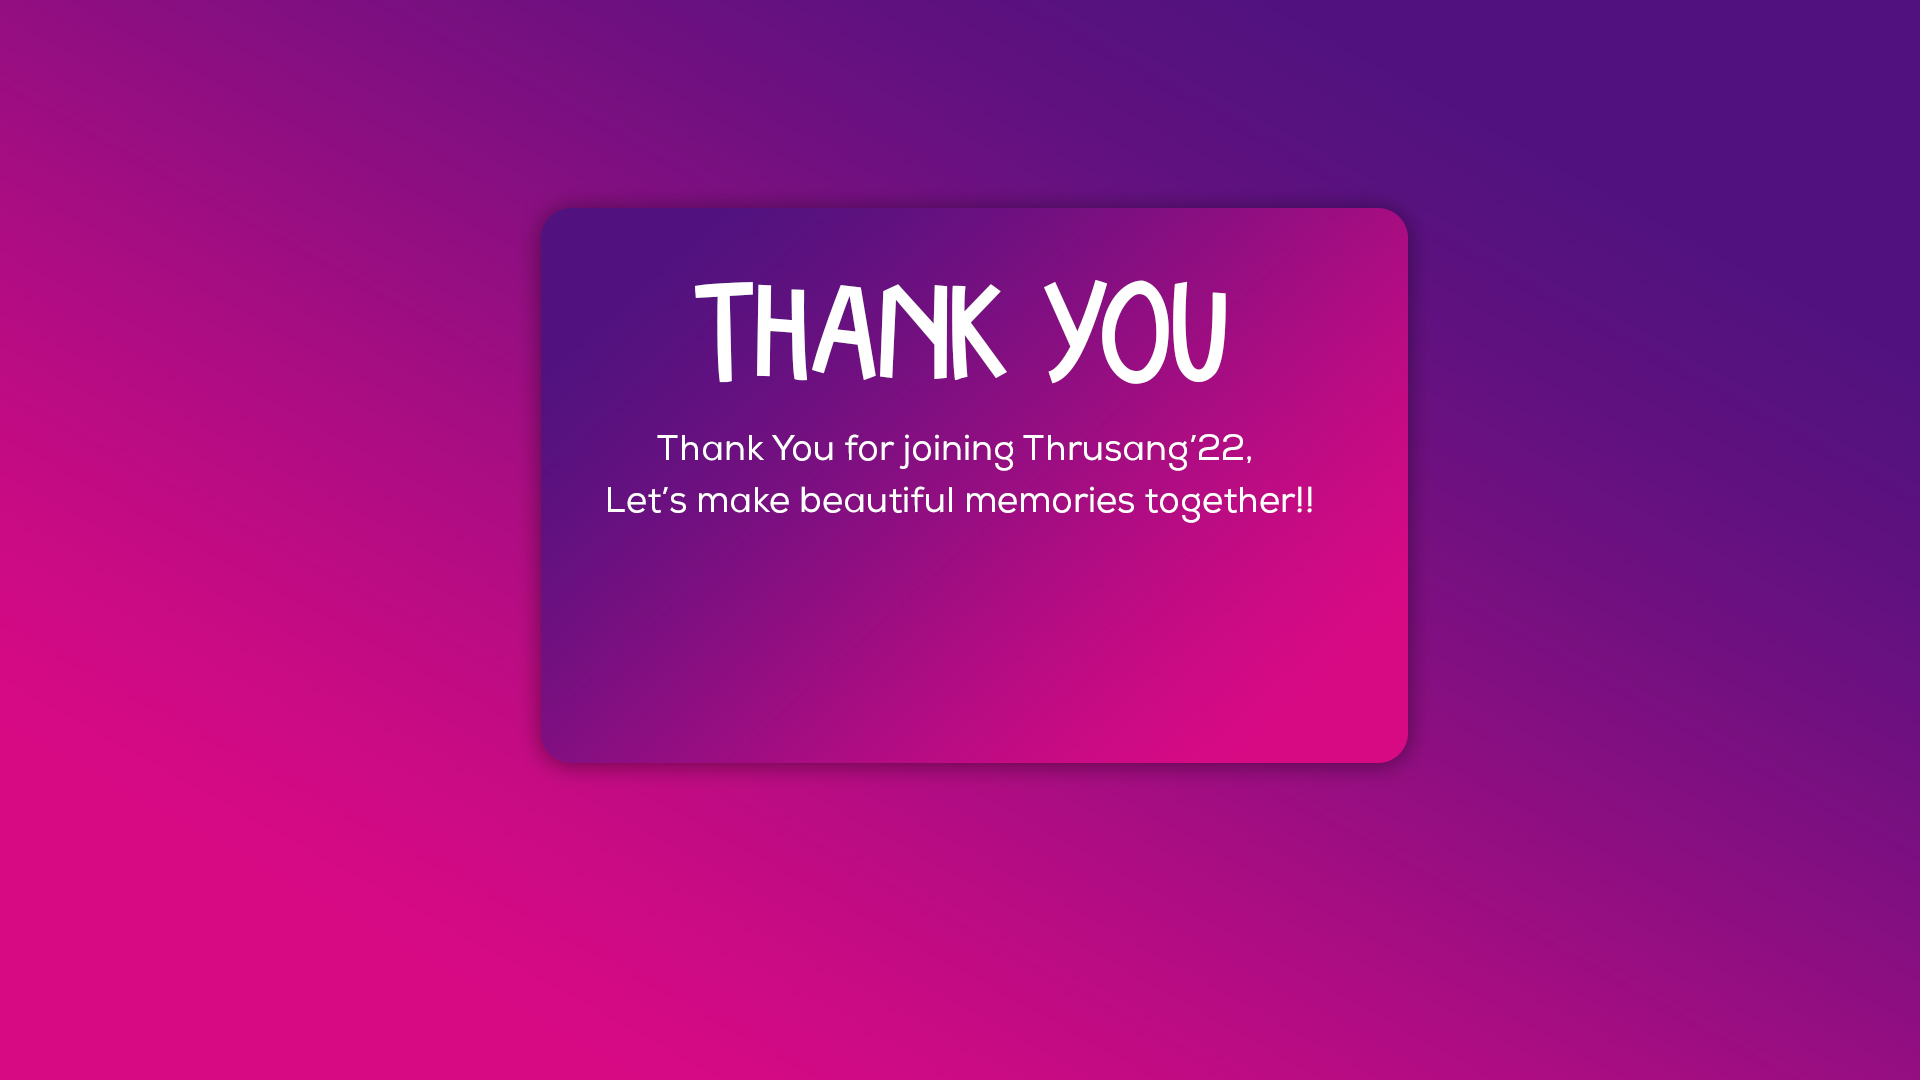 THANK YOU
Thank You for joining Thrusang’22,
Let’s make beautiful memories together!!